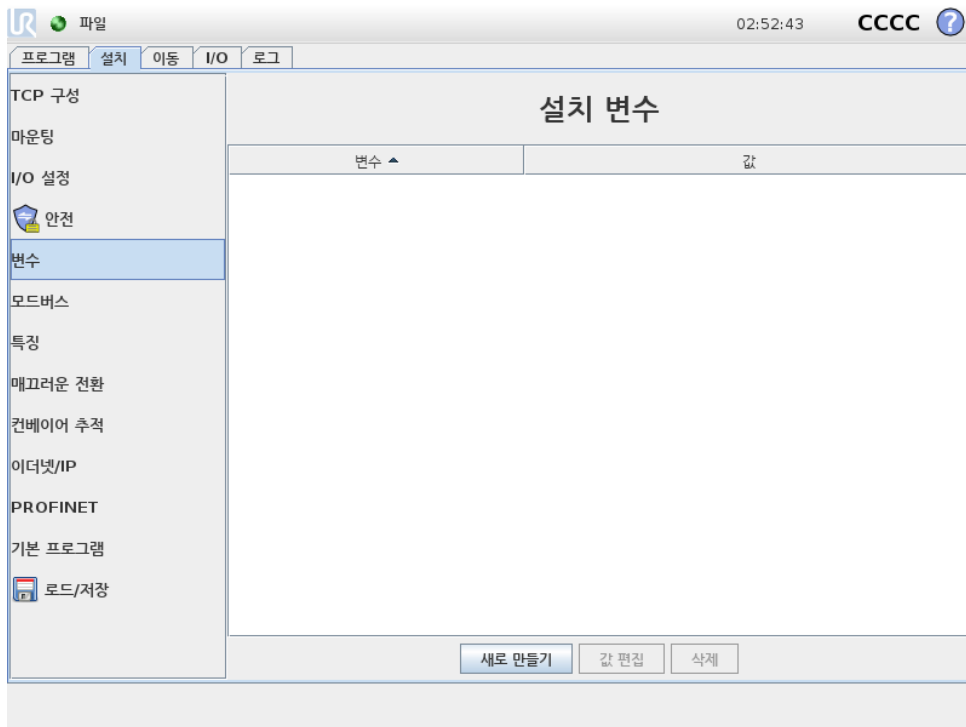 UR 파일 02:52:43 CCCC ?
프로그램 설치 이동 I/O 로그
TCP 구성
마운팅
I/O 설정
안전
변수
모드버스
특징
매끄러운 전환
컨베이어 추적
이더넷/IP
PROFINET
기본 프로그램
로드/저장
설치 변수
변수 값
새로 만들기 값 편집 삭제